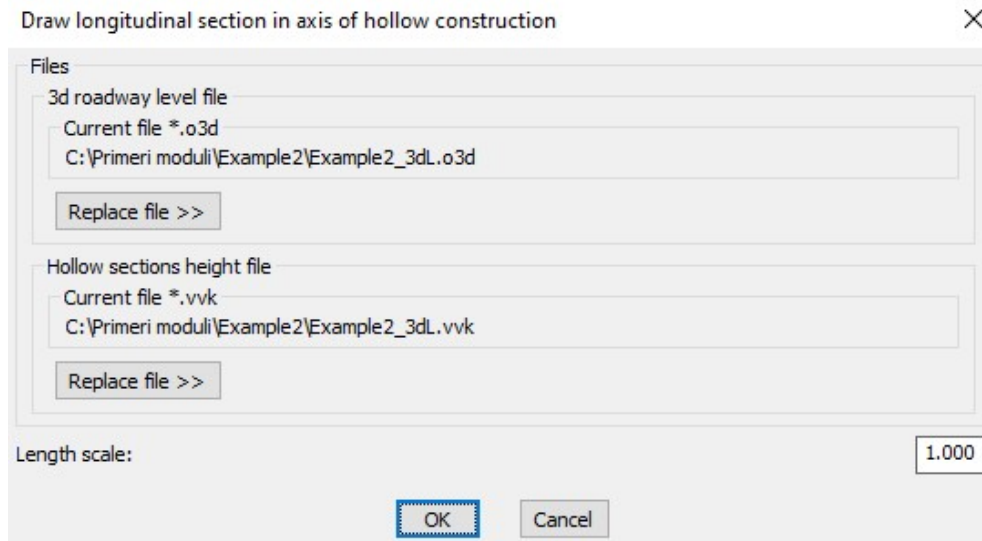 Draw longitudinal section in axis of hollow construction
Files
3d roadway level file
Current file *.o3d
C:\Primeri moduli\Example2\Example2_3dL.o3d
Replace file >>
Hollow sections height file
Current file *.vvk
C:\Primeri moduli\Example2\Example2_3dL.vvk
Replace file >>
Length scale: 1.000
OK Cancel